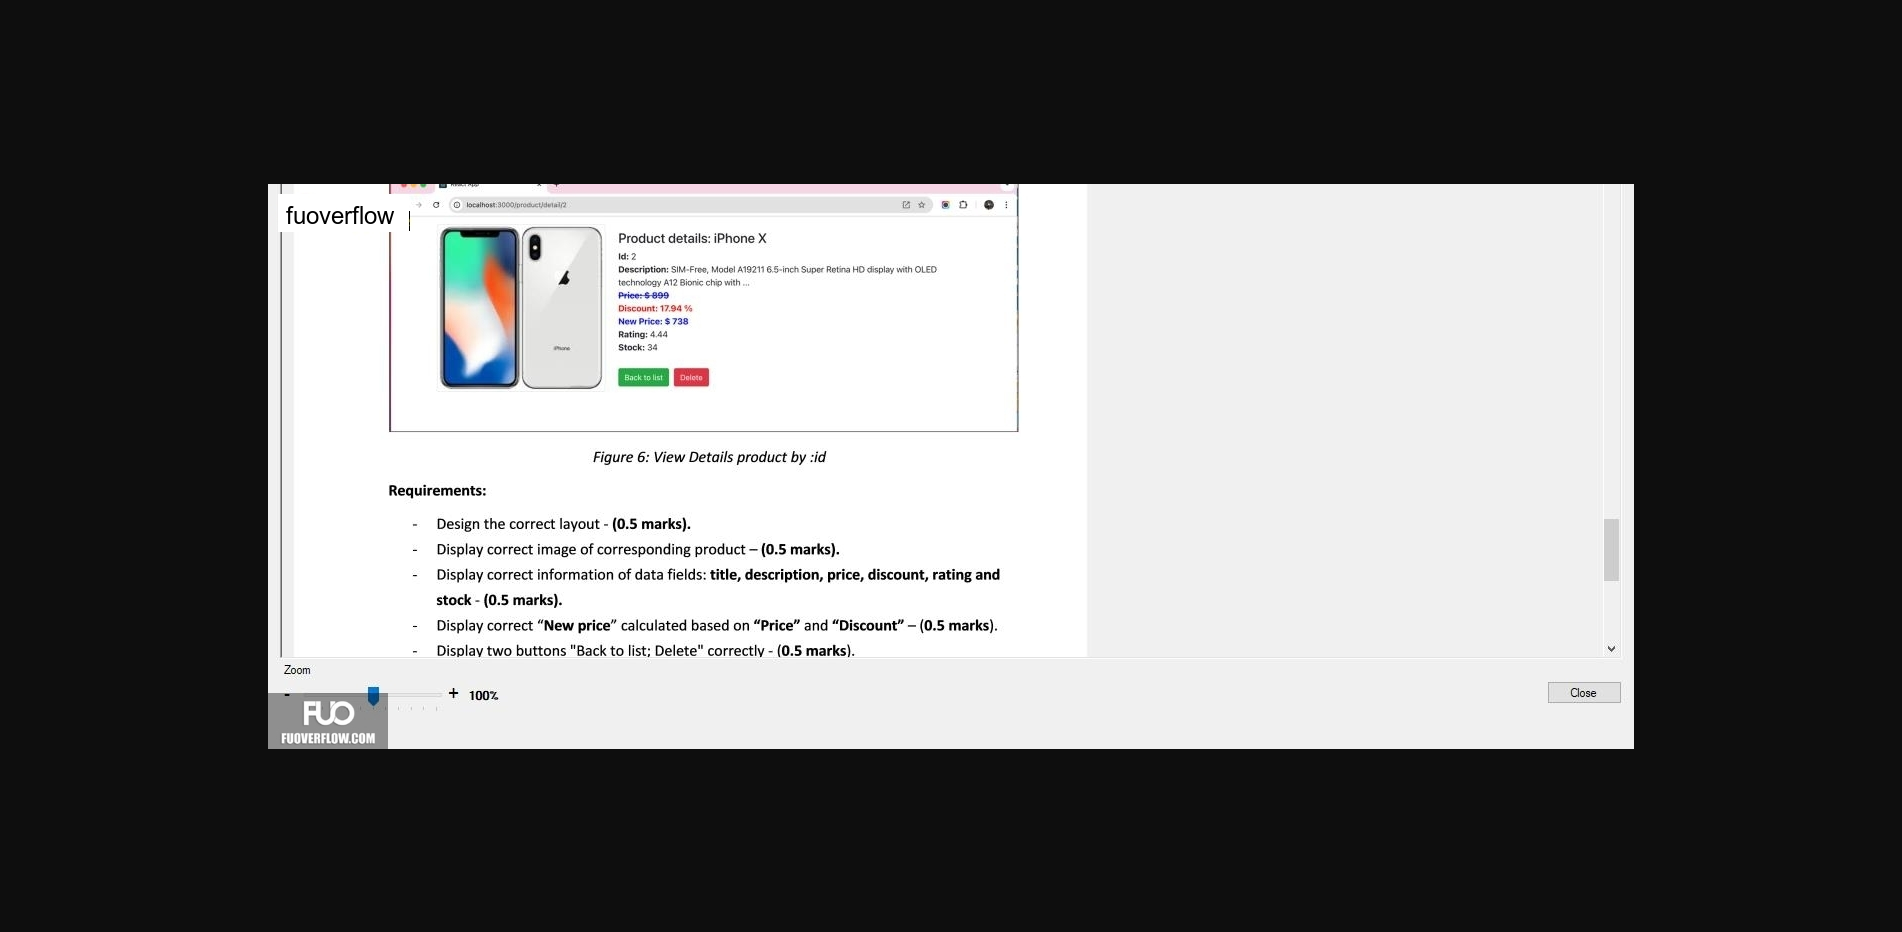 React App
localhost:3000/product/detail/2
fuoverflow
Product details: iPhone X
Id: 2
Description: SIM-Free, Model A19211 6.5-inch Super Retina HD display with OLED
technology A12 Bionic chip with ...
Price: $ 899
Discount: 17.94 %
New Price: $ 738
Rating: 4.44
Stock: 34
iPhone
Back to list Delete
Figure 6: View Details product by :id
Requirements:
- Design the correct layout - (0.5 marks).
- Display correct image of corresponding product – (0.5 marks).
- Display correct information of data fields: title, description, price, discount, rating and
stock - (0.5 marks).
- Display correct “New price” calculated based on “Price” and “Discount” – (0.5 marks).
- Display two buttons "Back to list; Delete" correctly - (0.5 marks).
Zoom
- + 100%
Close
FUO
FUOVERFLOW.COM